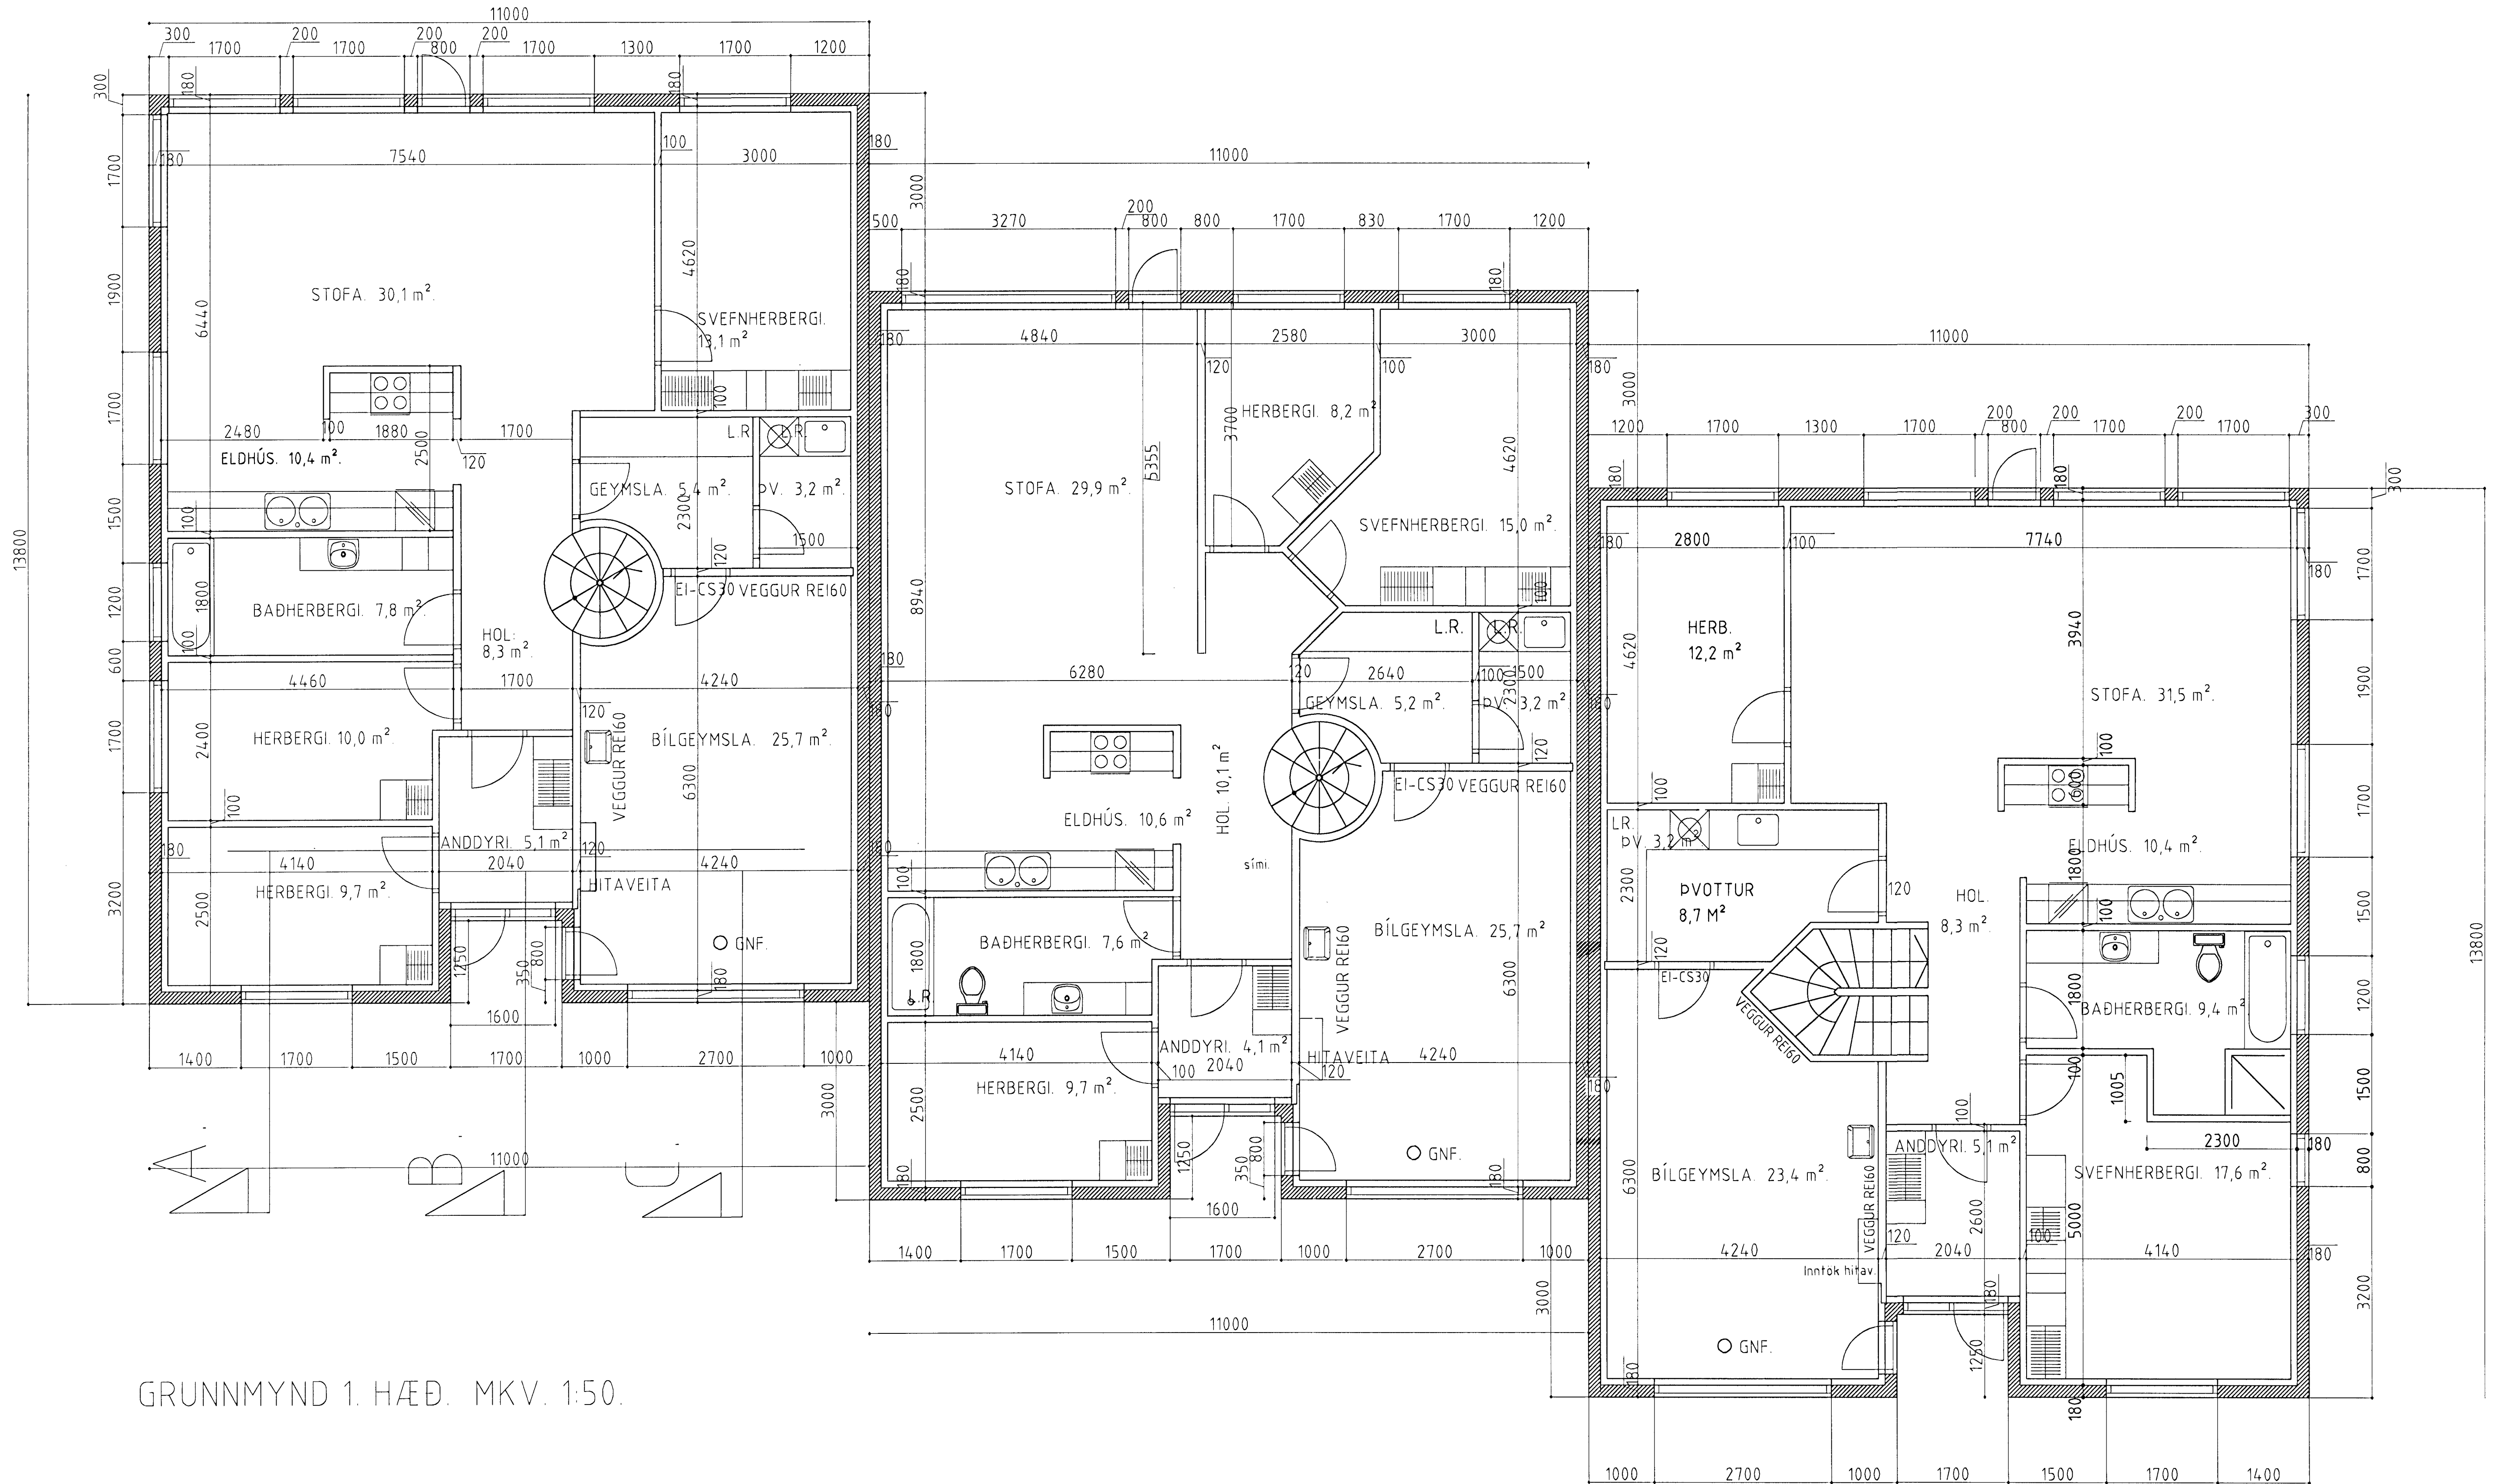 11000
300 1700 200 1700 200 800 200 1700 1300 1700 1200
300 180 180
1700 1900 1700 1500 1200 600 1700 3200
13800
180 7540 100 3000 180
11000
3000
STOFA. 30,1 m².
6440
4620
SVEFNHERBERGI.
13,1 m²
100
2480 100 1880 1700
2500
120
ELDHÚS. 10,4 m².
L.R. L.R.
GEYMSLA. 5,4 m². ÞV. 3,2 m².
2300
1500
120
100
1800
BAÐHERBERGI. 7,8 m².
100
HOL:
8,3 m².
EI-CS30 VEGGUR REI60
4460 1700 4240
120
180
2400
HERBERGI. 10,0 m².
VEGGUR REI60
BÍLGEYMSLA. 25,7 m².
6300
100
ANDDYRI. 5,1 m²
180 4140 2040 120 4240
HERBERGI. 9,7 m².
HITAVEITA
2500
1250
350
800
GNF.
180
1600
1400 1700 1500 1700 1000 2700 1000
3000
A
B
C
11000
500 3270 200 800 800 1700 830 1700 1200
180 180
180 4840 120 2580 100 3000 180
11000
3000
3700
5355
4620
HERBERGI. 8,2 m²
STOFA. 29,9 m².
SVEFNHERBERGI. 15,0 m².
8940
100
L.R. L.R.
180
6280 120 2640 100 1500
2300
GEYMSLA. 5,2 m². ÞV. 3,2 m².
120
EI-CS30 VEGGUR REI60
ELDHÚS. 10,6 m².
HOL. 10,1 m²
sími.
100
BAÐHERBERGI. 7,6 m².
1800
L.R.
BÍLGEYMSLA. 25,7 m²
VEGGUR REI60
6300
4140 ANDDYRI. 4,1 m² HITAVEITA 4240
100 2040 120
180
HERBERGI. 9,7 m².
2500
1250
350
800
GNF.
180 180
1600
1400 1700 1500 1700 1000 2700 1000
3000
11000
1200 1700 1300 1700 200 800 200 1700 200 1700 300
180 180 300
180 2800 100 7740 180
4620
3940
HERB.
12,2 m²
STOFA. 31,5 m².
100
100
600
LR.
ÞV. 3,2 m²
ELDHÚS. 10,4 m².
1800
2300
ÞVOTTUR
8,7 M²
120
HOL.
8,3 m².
100
120
EI-CS30
VEGGUR REI60
1800
BAÐHERBERGI. 9,4 m²
100
1005
2300 180
100
ANDDYRI. 5,1 m²
BÍLGEYMSLA. 23,4 m².
SVEFNHERBERGI. 17,6 m².
6300
VEGGUR REI60
2600
5000
4240 120 2040 100 4140 180
Inntök hitav.
180
GNF.
1250
180 180
1700 1900 1700 1500 1200 1500 800 3200
13800
1000 2700 1000 1700 1500 1700 1400
GRUNNMYND 1. HÆÐ. MKV. 1:50.